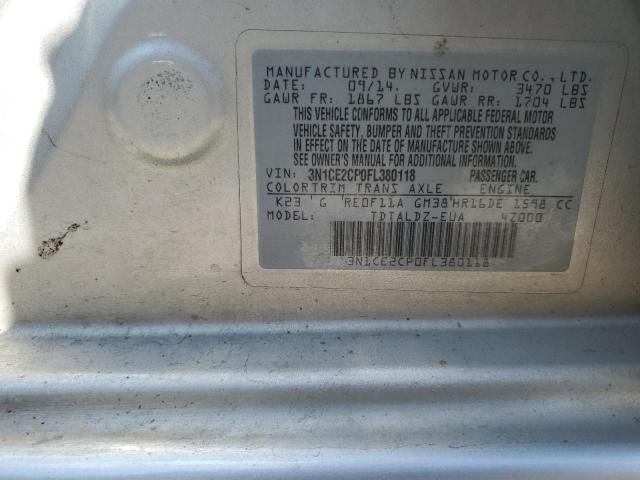 MANUFACTURED BY NISSAN MOTOR CO., LTD.
DATE: 09/14. GVWR: 3470 LBS
GAWR FR: 1867 LBS GAWR RR: 1704 LBS
THIS VEHICLE CONFORMS TO ALL APPLICABLE FEDERAL MOTOR
VEHICLE SAFETY, BUMPER AND THEFT PREVENTION STANDARDS
IN EFFECT ON THE DATE OF MANUFACTURE SHOWN ABOVE.
SEE OWNER'S MANUAL FOR ADDITIONAL INFORMATION.
VIN: 3N1CE2CP0FL380118 PASSENGER CAR.
COLOR TRIM TRANS AXLE ENGINE
K23 G RE0F11A GM38 HR16DE 1598 CC
MODEL: TDTALDZ-EUA 4Z000
3N1CE2CP0FL380118